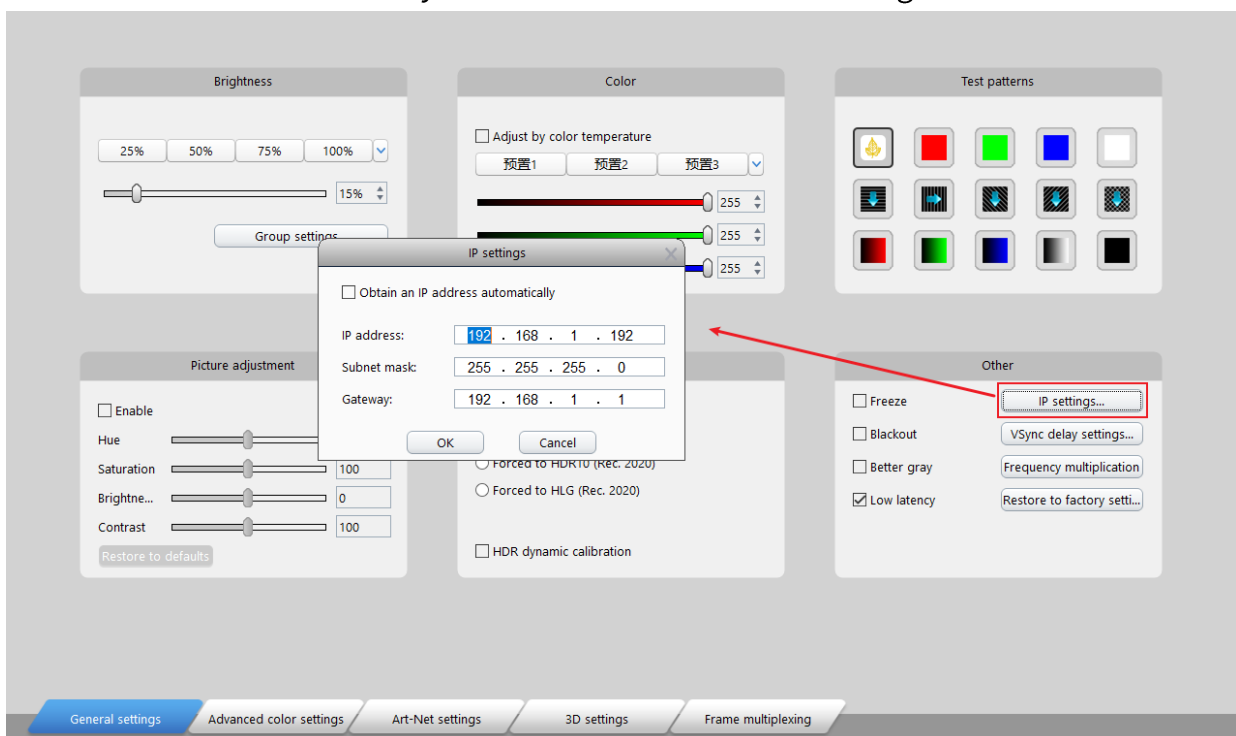 Brightness
25% 50% 75% 100%
15%
Group settings
Color
Adjust by color temperature
预置1 预置2 预置3
255
255
255
Test patterns
IP settings
Obtain an IP address automatically
IP address: 192 . 168 . 1 . 192
Subnet mask: 255 . 255 . 255 . 0
Gateway: 192 . 168 . 1 . 1
OK Cancel
Picture adjustment
Enable
Hue
Saturation 100
Brightne... 0
Contrast 100
Restore to defaults
Forced to HDR10 (Rec. 2020)
Forced to HLG (Rec. 2020)
HDR dynamic calibration
Other
Freeze IP settings...
Blackout VSync delay settings...
Better gray Frequency multiplication
Low latency Restore to factory setti...
General settings Advanced color settings Art-Net settings 3D settings Frame multiplexing